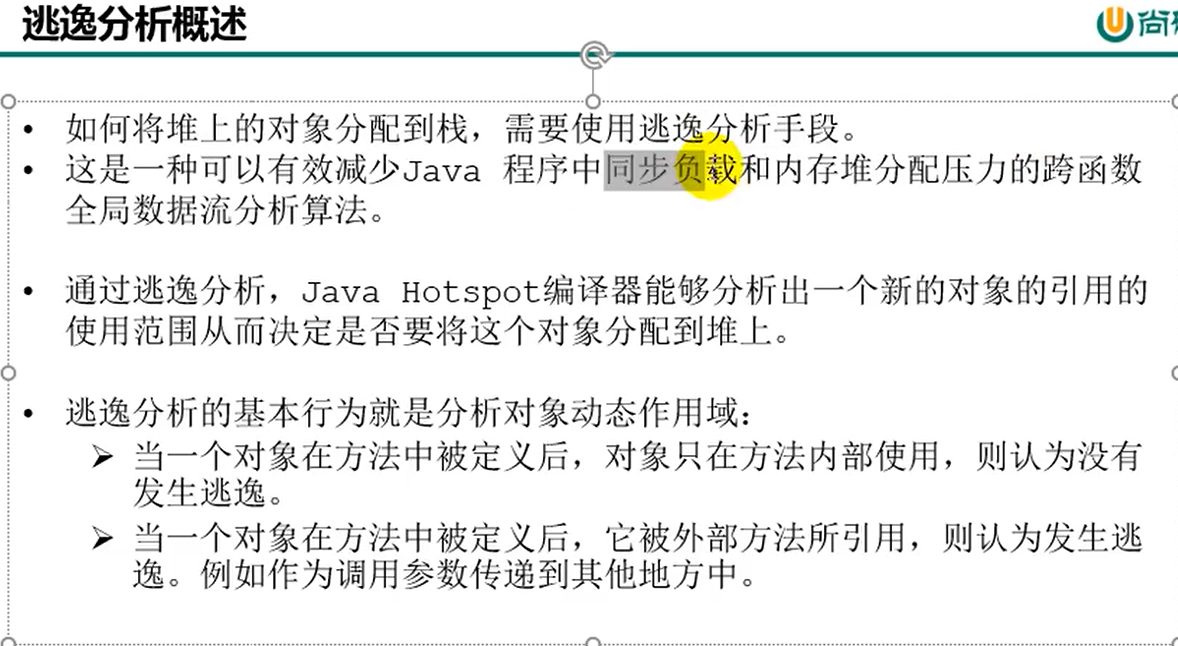 逃逸分析概述
尚
• 如何将堆上的对象分配到栈，需要使用逃逸分析手段。
• 这是一种可以有效减少Java 程序中同步负载和内存堆分配压力的跨函数
全局数据流分析算法。
• 通过逃逸分析，Java Hotspot编译器能够分析出一个新的对象的引用的
使用范围从而决定是否要将这个对象分配到堆上。
• 逃逸分析的基本行为就是分析对象动态作用域：
➢ 当一个对象在方法中被定义后，对象只在方法内部使用，则认为没有
发生逃逸。
➢ 当一个对象在方法中被定义后，它被外部方法所引用，则认为发生逃
逸。例如作为调用参数传递到其他地方中。